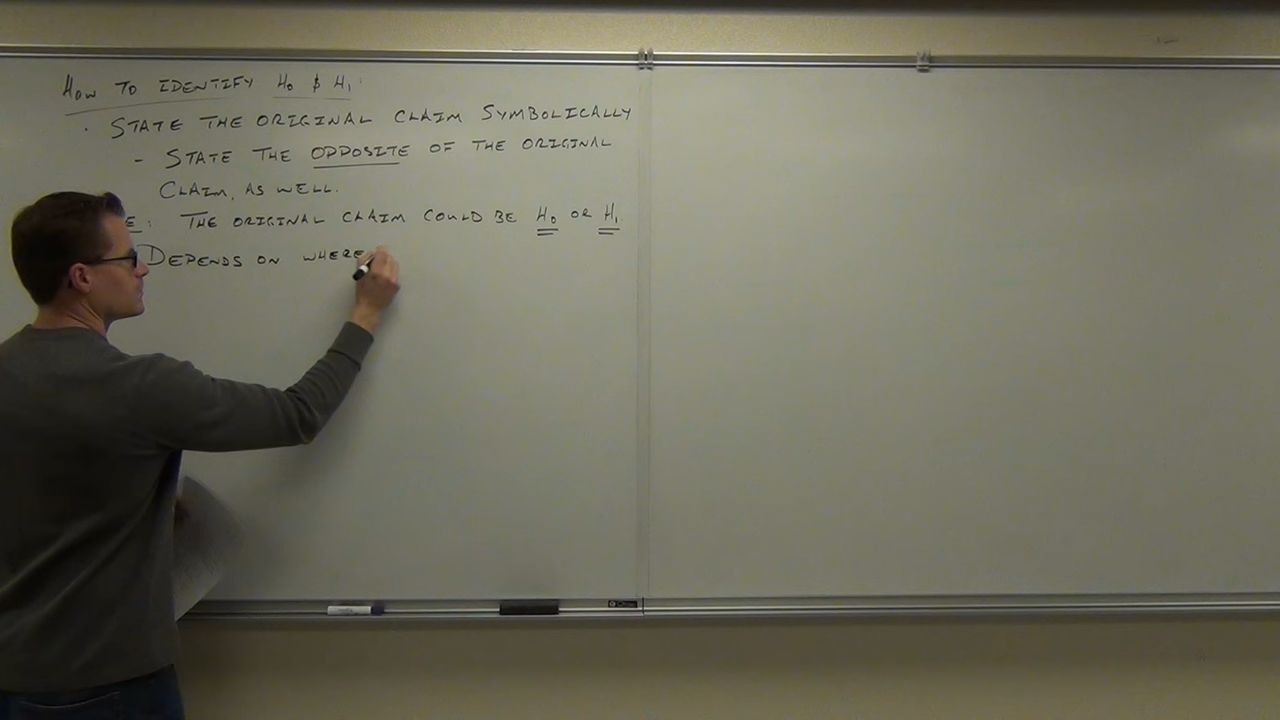 HOW TO IDENTIFY H₀ & H₁:
· STATE THE ORIGINAL CLAIM SYMBOLICALLY
- STATE THE OPPOSITE OF THE ORIGINAL
CLAIM, AS WELL.
E: THE ORIGINAL CLAIM COULD BE H₀ OR H₁
DEPENDS ON WHERE